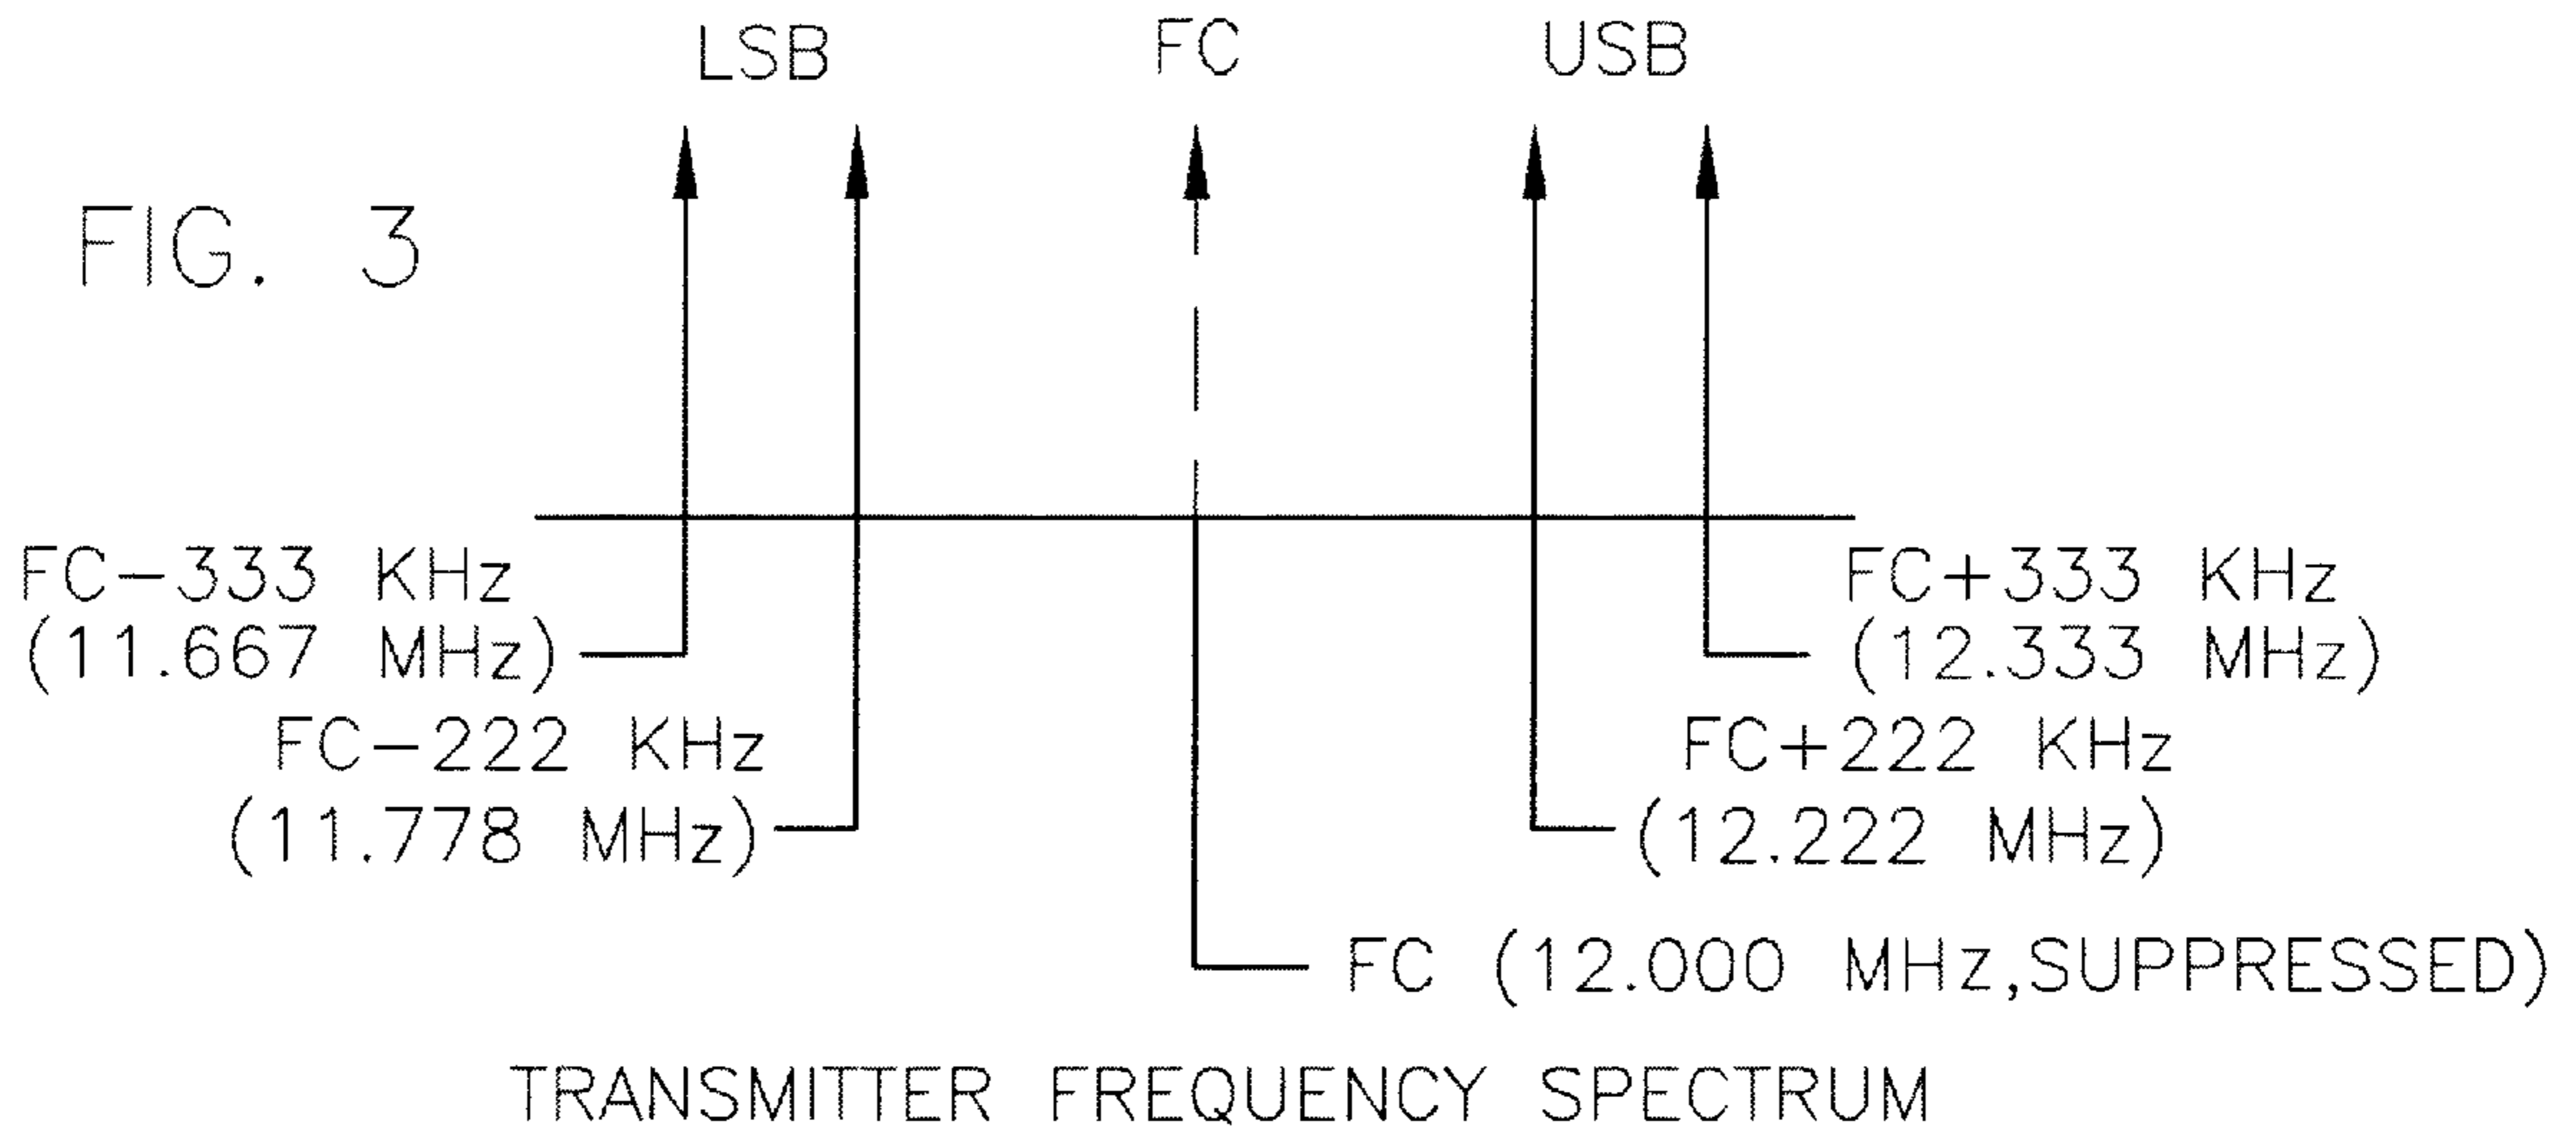 LSB
FC
USB
FIG. 3
FC-333 KHz
(11.667 MHz)
FC+333 KHz
(12.333 MHz)
FC-222 KHz
(11.778 MHz)
FC+222 KHz
(12.222 MHz)
FC (12.000 MHz,SUPPRESSED)
TRANSMITTER FREQUENCY SPECTRUM